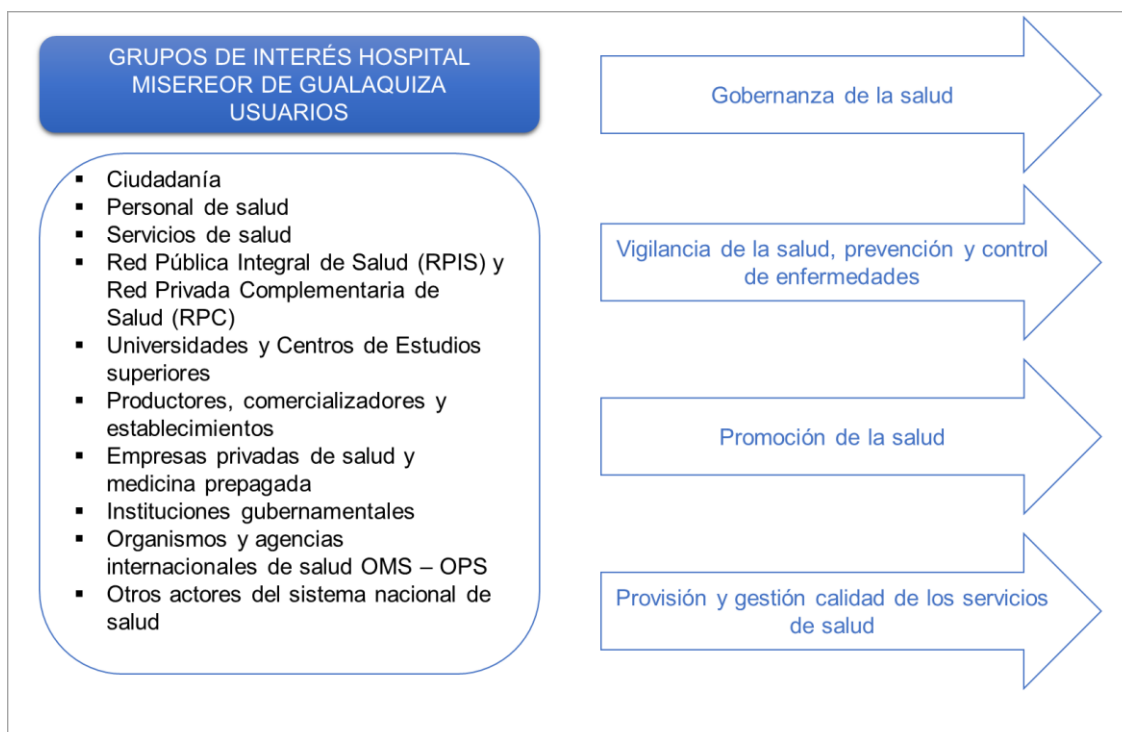 GRUPOS DE INTERÉS HOSPITAL
MISEREOR DE GUALAQUIZA
USUARIOS
▪ Ciudadanía
▪ Personal de salud
▪ Servicios de salud
▪ Red Pública Integral de Salud (RPIS) y
Red Privada Complementaria de
Salud (RPC)
▪ Universidades y Centros de Estudios
superiores
▪ Productores, comercializadores y
establecimientos
▪ Empresas privadas de salud y
medicina prepagada
▪ Instituciones gubernamentales
▪ Organismos y agencias
internacionales de salud OMS – OPS
▪ Otros actores del sistema nacional de
salud
Gobernanza de la salud
Vigilancia de la salud, prevención y control
de enfermedades
Promoción de la salud
Provisión y gestión calidad de los servicios
de salud